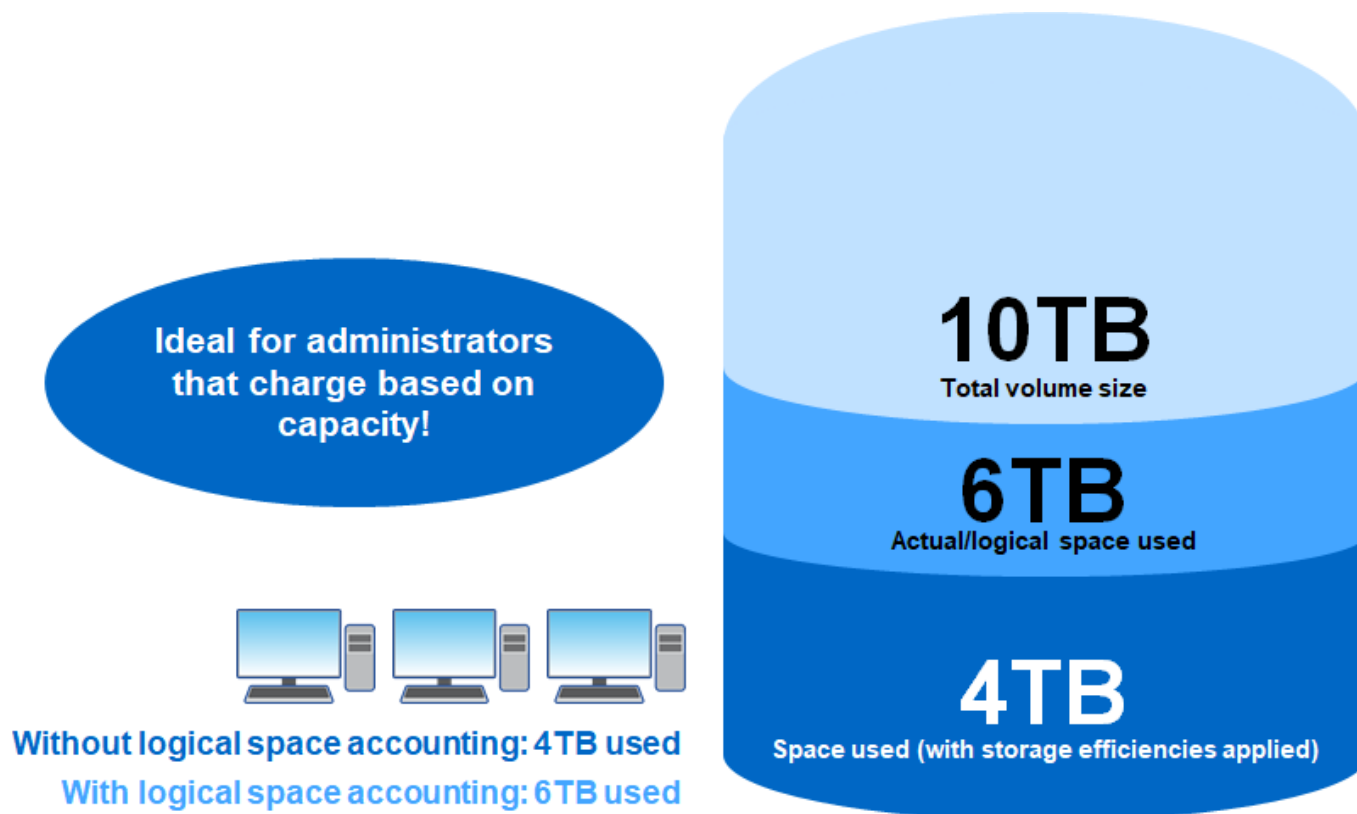 Ideal for administrators
that charge based on
capacity!
Without logical space accounting: 4TB used
With logical space accounting: 6TB used
10TB
Total volume size
6TB
Actual/logical space used
4TB
Space used (with storage efficiencies applied)